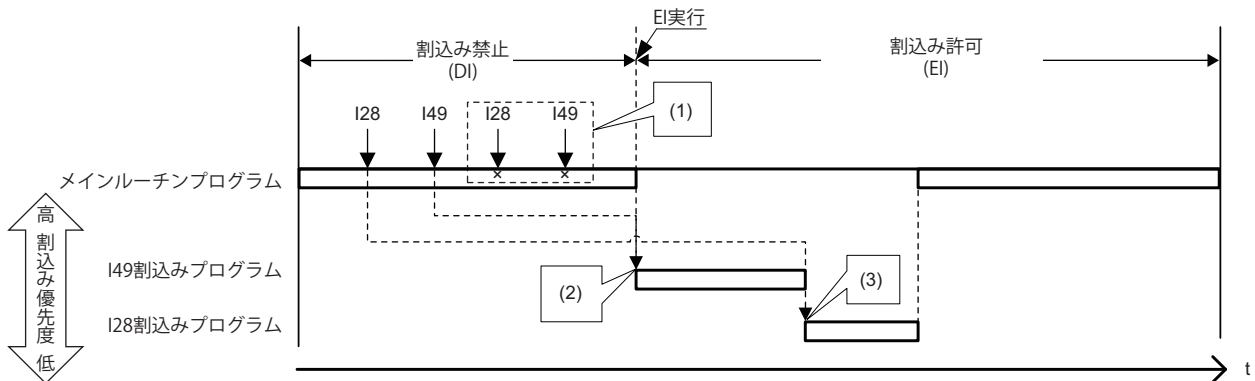 EI実行
割込み禁止
(DI)
割込み許可
(EI)
I28
I49
I28
I49
(1)
×
×
メインルーチンプログラム
高
割込み優先度
低
I49割込みプログラム
(2)
(3)
I28割込みプログラム
t